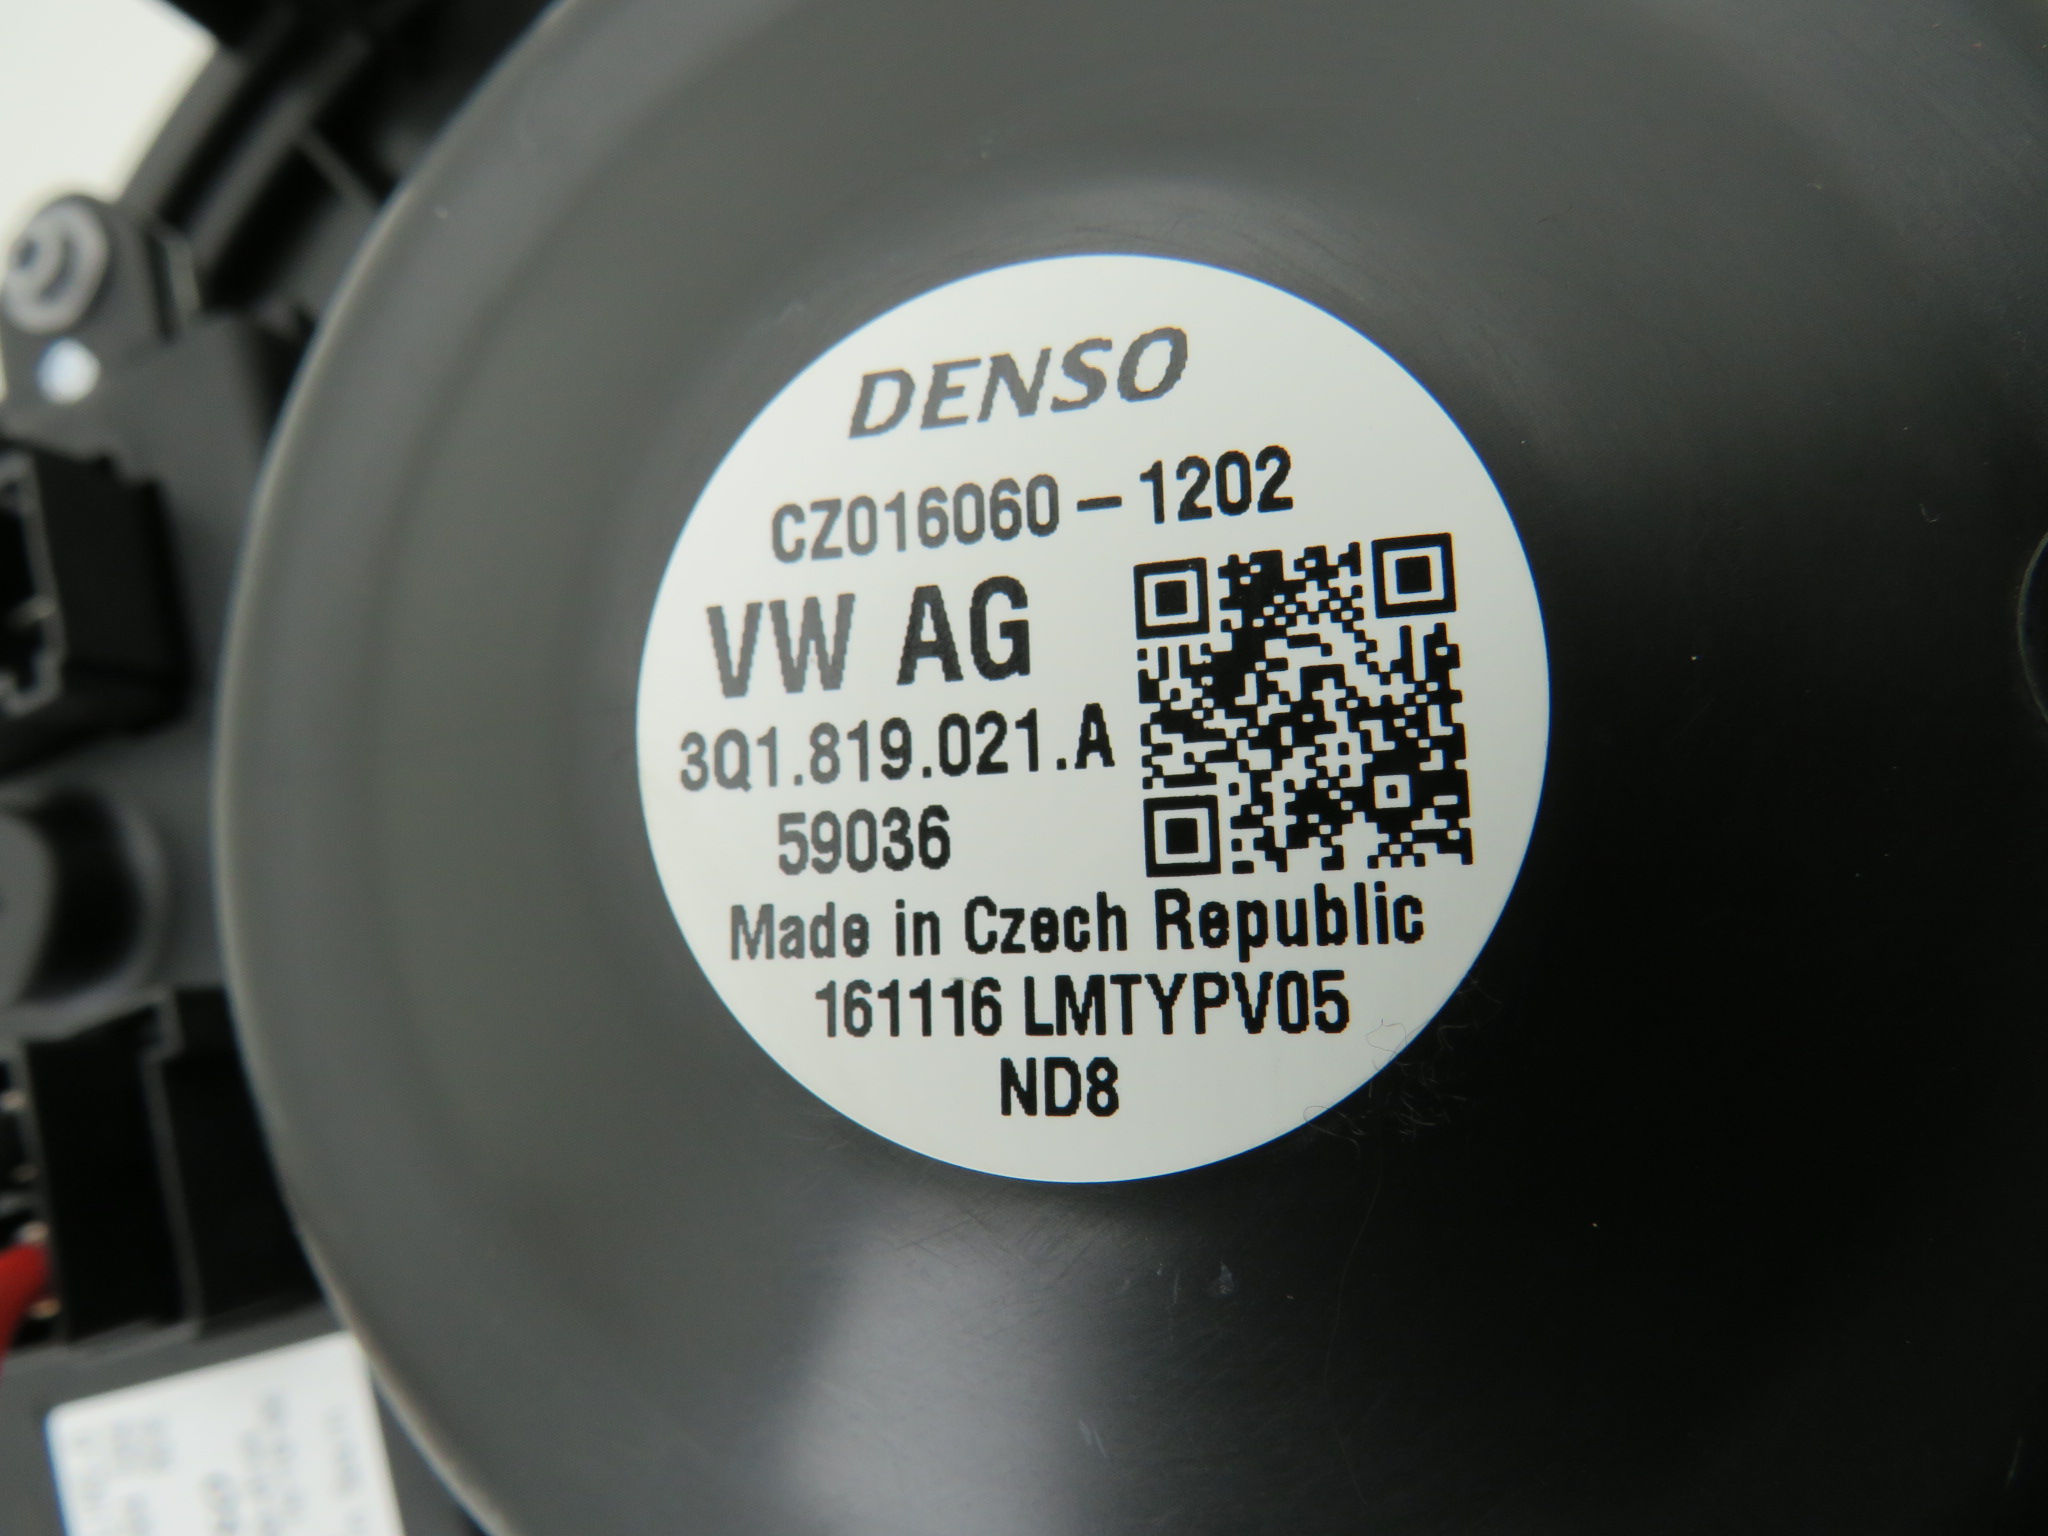 DENSO
CZ016060-1202
VW AG
3Q1.819.021.A
59036
Made in Czech Republic
161116 LMTYPV05
ND8